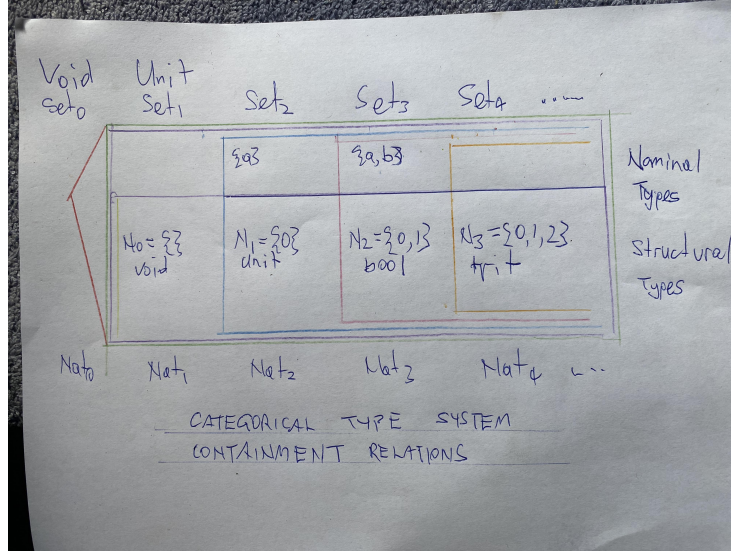 Void Unit
Set₀ Set₁ Set₂ Set₃ Set₄ .....
{a} {a,b} Nominal
Types
N₀ = {} N₁ = {0} N₂ = {0,1} N₃ = {0,1,2}. Structural
void unit bool trit Types
Nat₀ Nat₁ Nat₂ Nat₃ Nat₄ ....
CATEGORICAL TYPE SYSTEM
CONTAINMENT RELATIONS